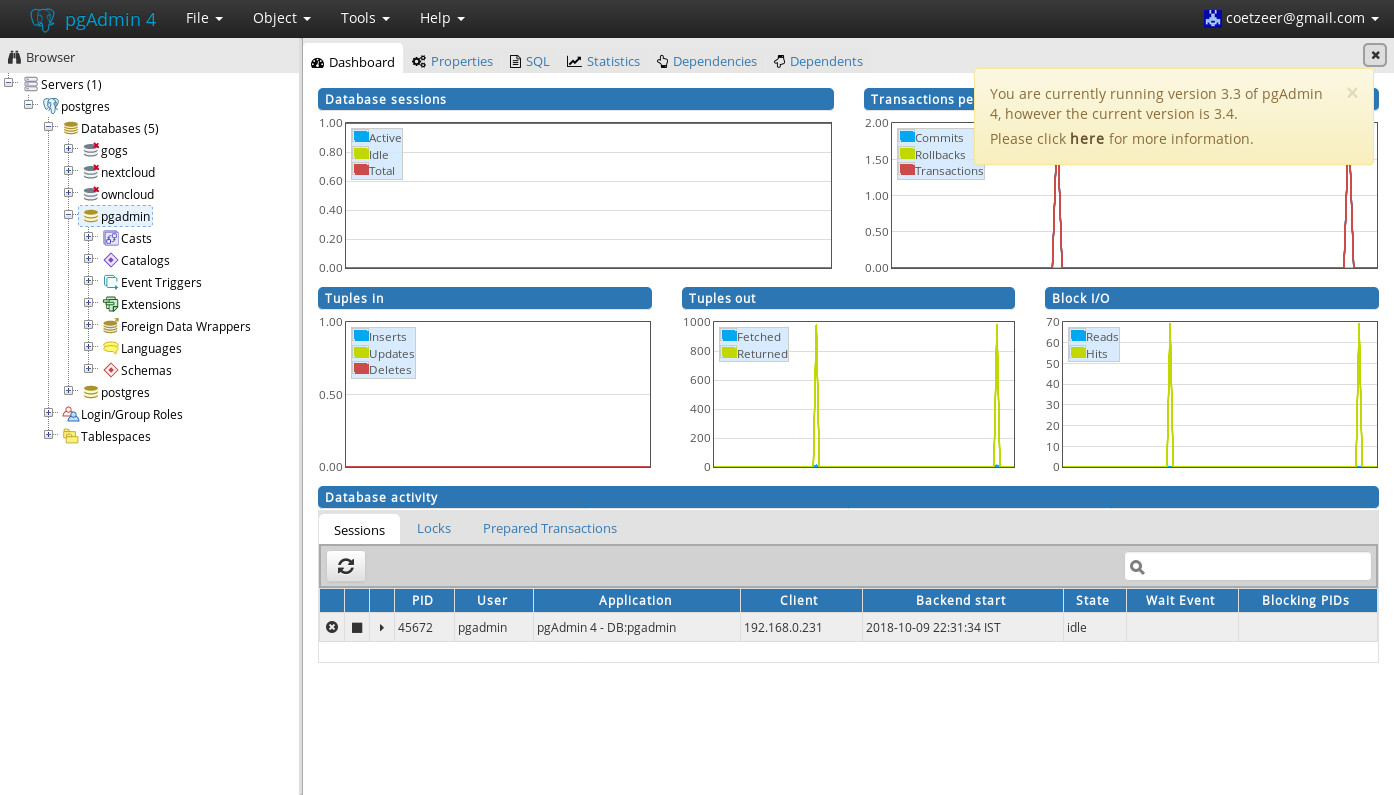 pgAdmin 4 File Object Tools Help coetzeer@gmail.com
Browser
Servers (1)
postgres
Databases (5)
gogs
nextcloud
owncloud
pgadmin
Casts
Catalogs
Event Triggers
Extensions
Foreign Data Wrappers
Languages
Schemas
postgres
Login/Group Roles
Tablespaces
Dashboard Properties SQL Statistics Dependencies Dependents
You are currently running version 3.3 of pgAdmin
4, however the current version is 3.4.
Please click here for more information.
Database sessions
1.00
0.80
0.60
0.40
0.20
0.00
Active
Idle
Total
Transactions pe
2.00
1.50
1.00
0.50
0.00
Commits
Rollbacks
Transactions
Tuples in
1.00
0.50
0.00
Inserts
Updates
Deletes
Tuples out
1000
800
600
400
200
0
Fetched
Returned
Block I/O
70
60
50
40
30
20
10
0
Reads
Hits
Database activity
Sessions Locks Prepared Transactions
PID User Application Client Backend start State Wait Event Blocking PIDs
45672 pgadmin pgAdmin 4 - DB:pgadmin 192.168.0.231 2018-10-09 22:31:34 IST idle